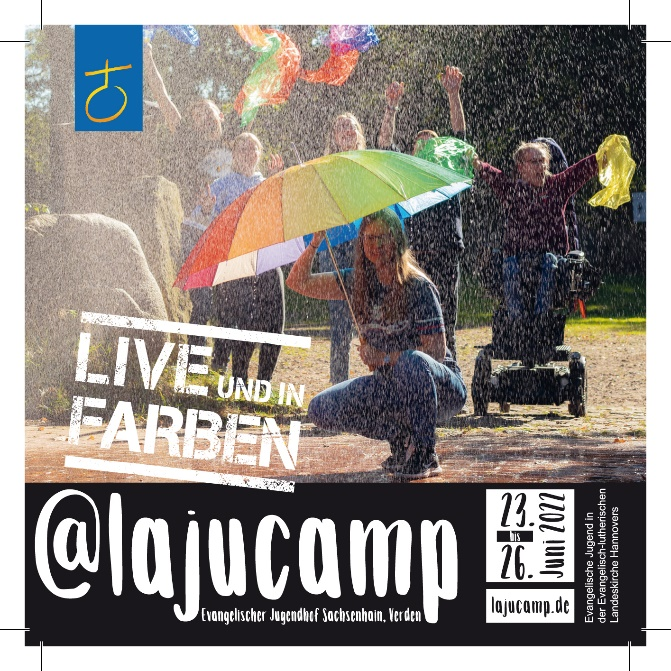 LIVE UND IN
FARBEN
@lajucamp
Evangelischer Jugendhof Sachsenhain, Verden
23.
BIS
26.
Juni 2022
lajucamp.de
Evangelische Jugend in
der Evangelisch-lutherischen
Landeskirche Hannovers